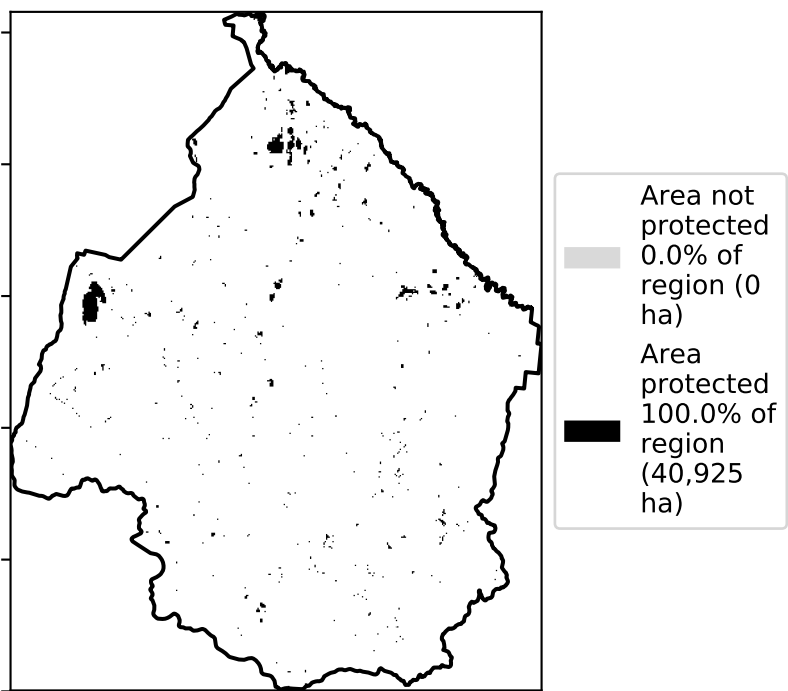 Area not
protected
0.0% of
region (0
ha)
Area
protected
100.0% of
region
(40,925
ha)